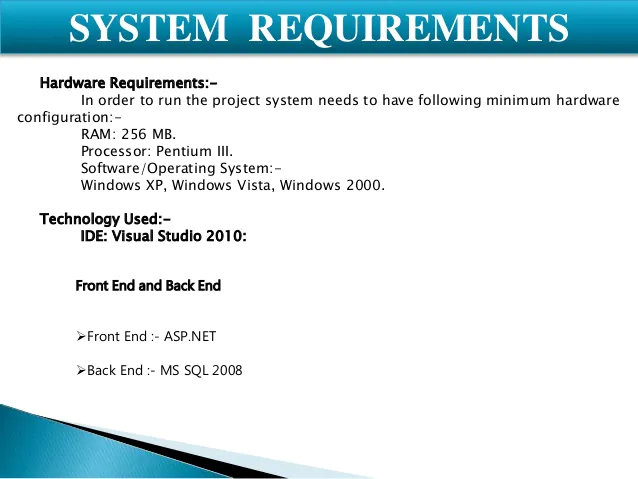 SYSTEM REQUIREMENTS
Hardware Requirements:-
In order to run the project system needs to have following minimum hardware
configuration:-
RAM: 256 MB.
Processor: Pentium III.
Software/Operating System:-
Windows XP, Windows Vista, Windows 2000.
Technology Used:-
IDE: Visual Studio 2010:
Front End and Back End
➢Front End :- ASP.NET
➢Back End :- MS SQL 2008